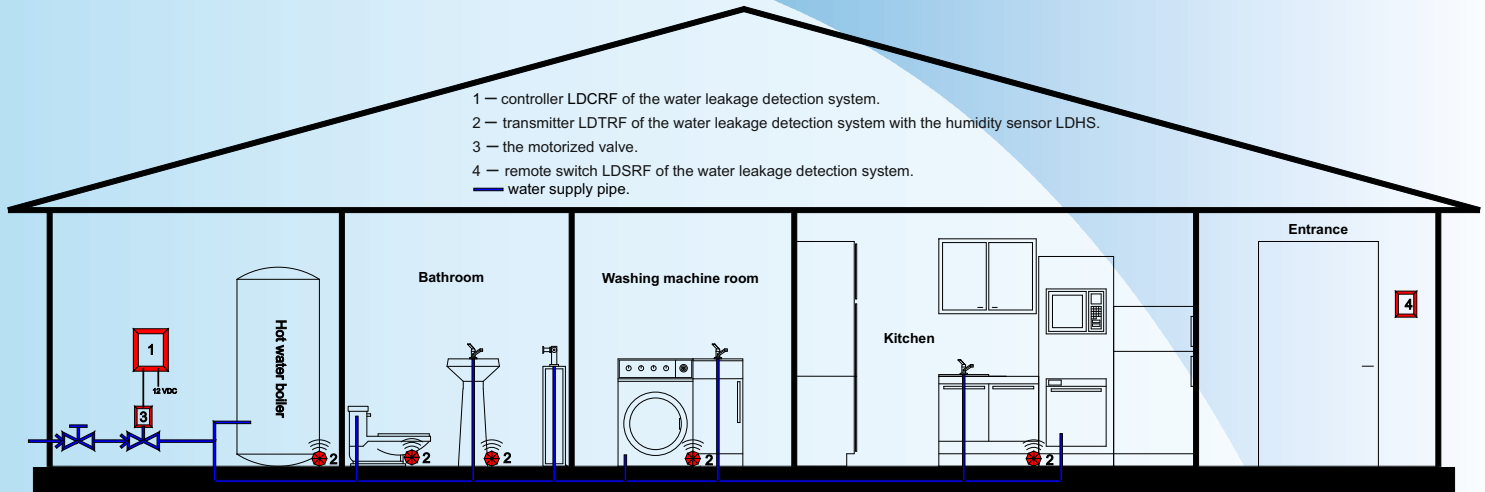 1 — controller LDCRF of the water leakage detection system.
2 — transmitter LDTRF of the water leakage detection system with the humidity sensor LDHS.
3 — the motorized valve.
4 — remote switch LDSRF of the water leakage detection system.
water supply pipe.
Entrance
Bathroom
Washing machine room
4
Kitchen
Hot water boiler
1
12 VDC
3
2
2
2
2
2